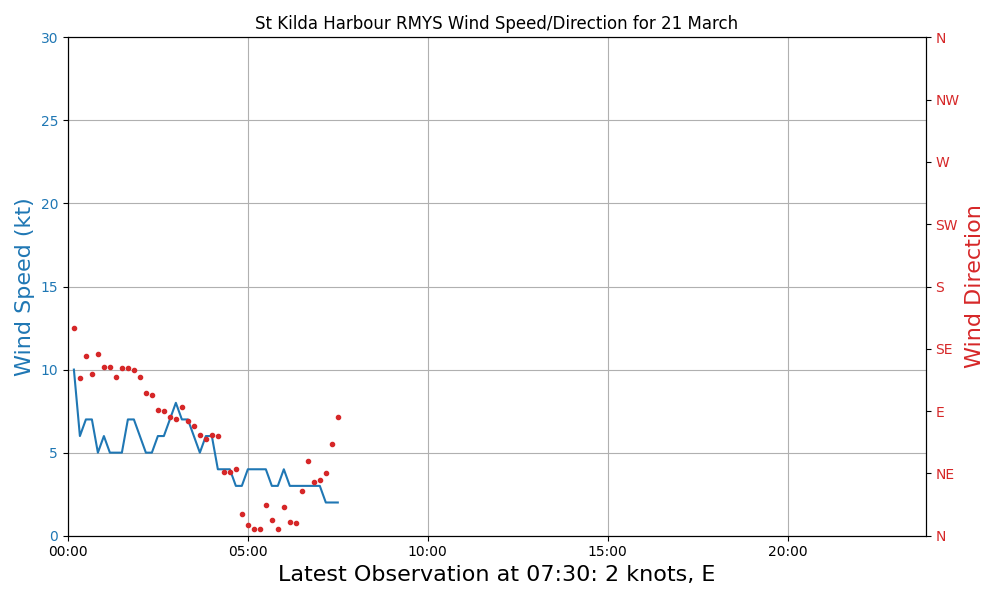 St Kilda Harbour RMYS Wind Speed/Direction for 21 March
30
25
20
15
10
5
0
Wind Speed (kt)
N
NW
W
SW
S
SE
E
NE
N
Wind Direction
00:00
05:00
10:00
15:00
20:00
Latest Observation at 07:30: 2 knots, E